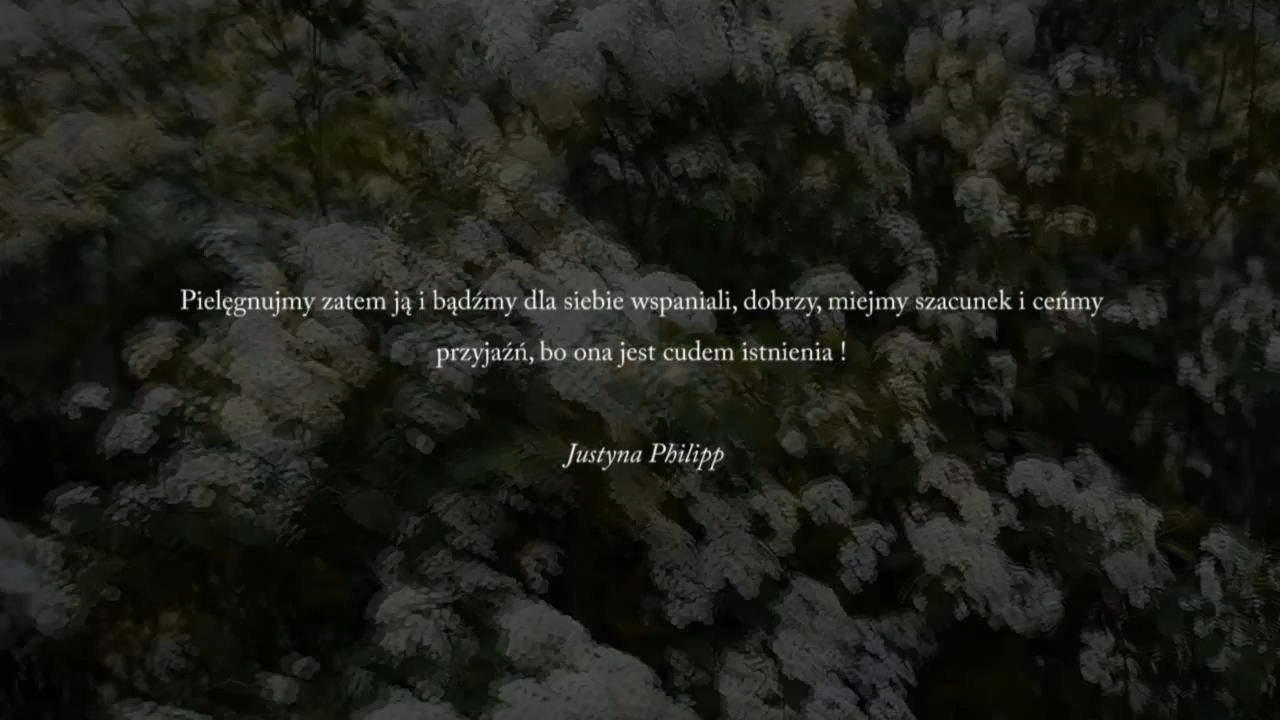 Pielęgnujmy zatem ją i bądźmy dla siebie wspaniali, dobrzy, miejmy szacunek i ceńmy
przyjaźń, bo ona jest cudem istnienia !
Justyna Philipp